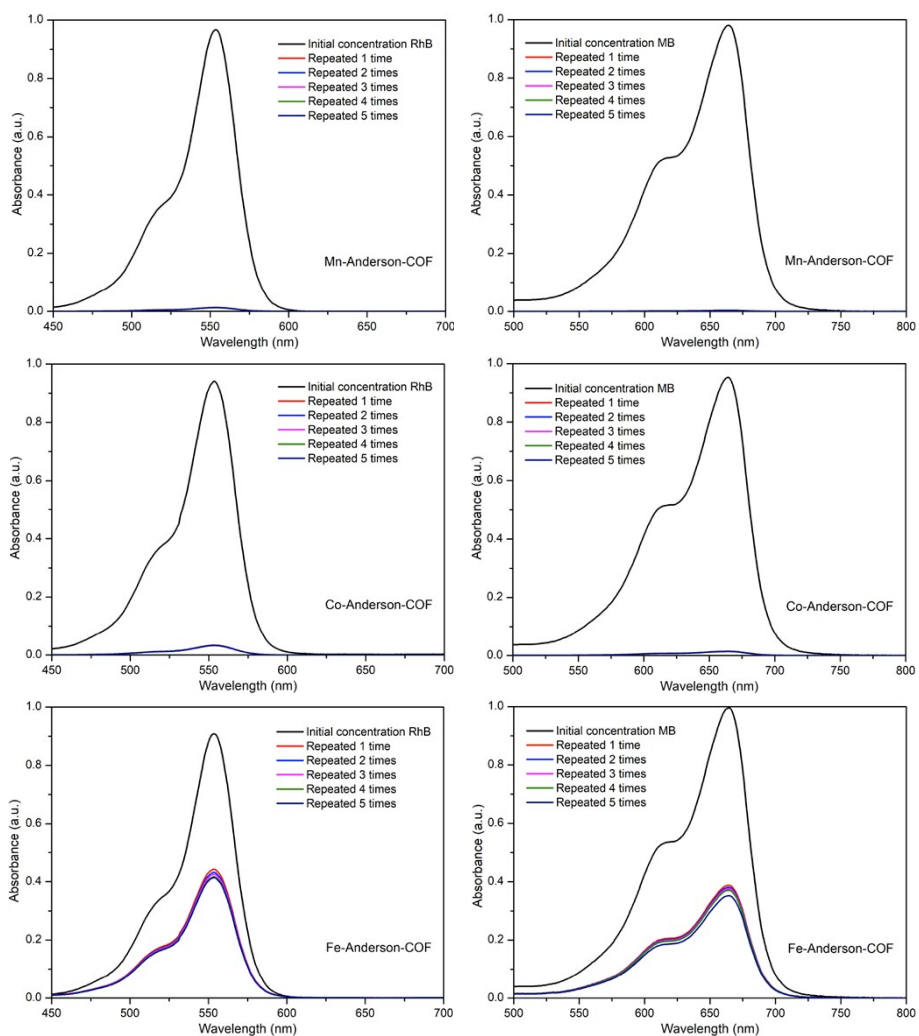 1.0
0.8
0.6
0.4
0.2
0.0
Absorbance (a.u.)
Initial concentration RhB
Repeated 1 time
Repeated 2 times
Repeated 3 times
Repeated 4 times
Repeated 5 times
Mn-Anderson-COF
450 500 550 600 650 700
Wavelength (nm)
1.0
0.8
0.6
0.4
0.2
0.0
Absorbance (a.u.)
Initial concentration MB
Repeated 1 time
Repeated 2 times
Repeated 3 times
Repeated 4 times
Repeated 5 times
Mn-Anderson-COF
500 550 600 650 700 750 800
Wavelength (nm)
1.0
0.8
0.6
0.4
0.2
0.0
Absorbance (a.u.)
Initial concentration RhB
Repeated 1 time
Repeated 2 times
Repeated 3 times
Repeated 4 times
Repeated 5 times
Co-Anderson-COF
450 500 550 600 650 700
Wavelength (nm)
1.0
0.8
0.6
0.4
0.2
0.0
Absorbance (a.u.)
Initial concentration MB
Repeated 1 time
Repeated 2 times
Repeated 3 times
Repeated 4 times
Repeated 5 times
Co-Anderson-COF
500 550 600 650 700 750 800
Wavelength (nm)
1.0
0.8
0.6
0.4
0.2
0.0
Absorbance (a.u.)
Initial concentration RhB
Repeated 1 time
Repeated 2 times
Repeated 3 times
Repeated 4 times
Repeated 5 times
Fe-Anderson-COF
450 500 550 600 650 700
Wavelength (nm)
1.0
0.8
0.6
0.4
0.2
0.0
Absorbance (a.u.)
Initial concentration MB
Repeated 1 time
Repeated 2 times
Repeated 3 times
Repeated 4 times
Repeated 5 times
Fe-Anderson-COF
500 550 600 650 700 750 800
Wavelength (nm)